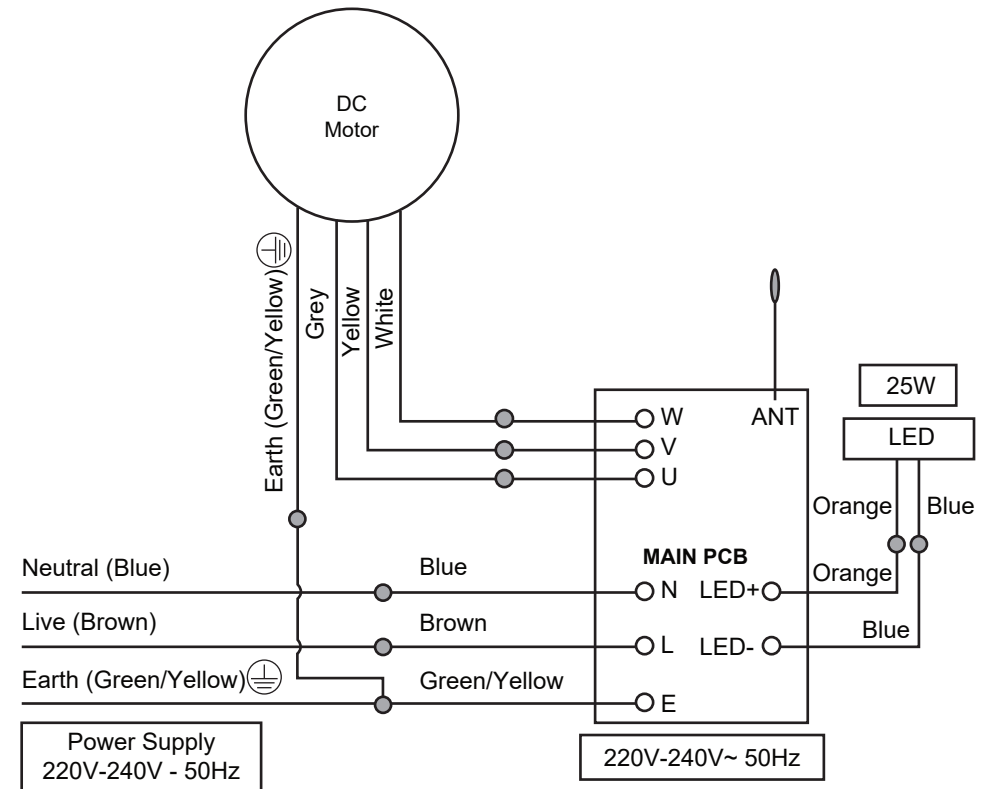 DC
Motor
Earth (Green/Yellow)
Grey
Yellow
White
W
V
U
ANT
25W
LED
Orange
Blue
MAIN PCB
Neutral (Blue)
Blue
N
LED+
Orange
Live (Brown)
Brown
L
LED-
Blue
Earth (Green/Yellow)
Green/Yellow
E
Power Supply
220V-240V - 50Hz
220V-240V~ 50Hz